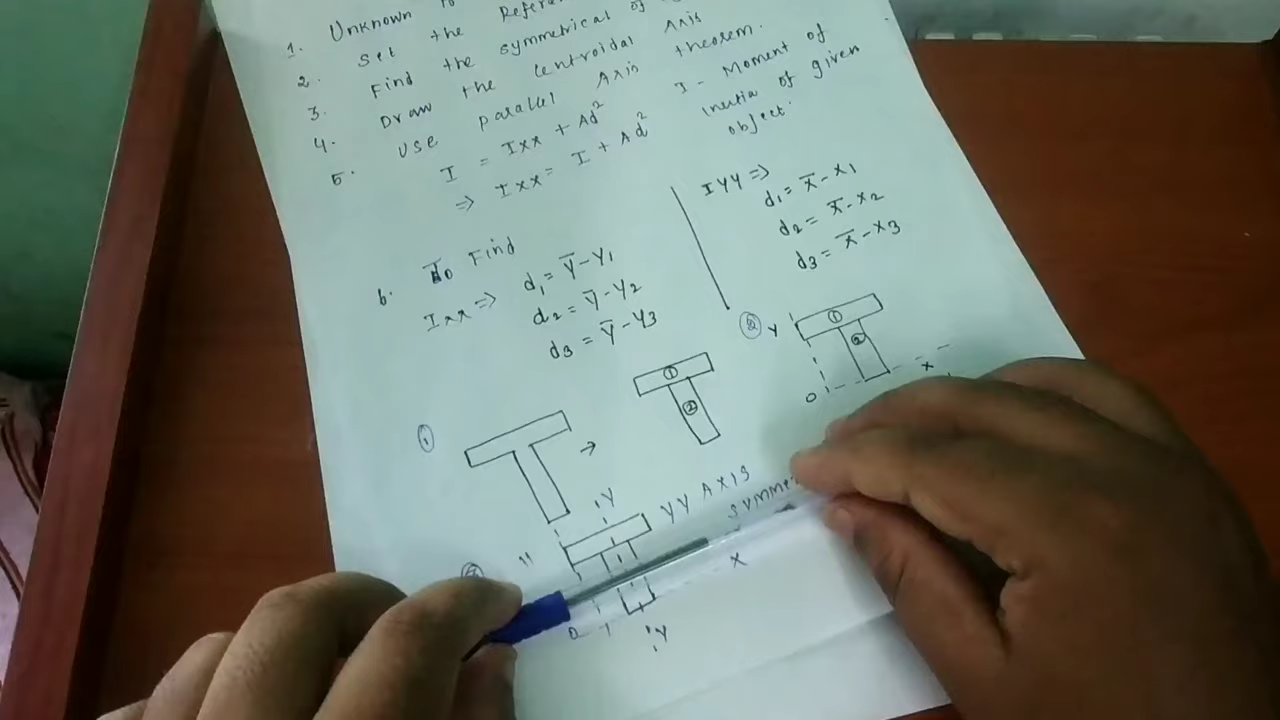 1. Unknown to
2. Set the
3. Find the symmetrical of
4. Draw the Centroidal Axis
5. Use parallel Axis theorem.
I = Ixx + Ad²
I - Moment of
inertia of given
object.
=> Ixx = I + Ad²
6. To Find
Ixx => d1 = ȳ - y1
d2 = ȳ - y2
d3 = ȳ - y3
IYY =>
d1 = x̄ - x1
d2 = x̄ - x2
d3 = x̄ - x3
① → ① ②
② Y ① ② O X
Y YY AXIS
X
O Y